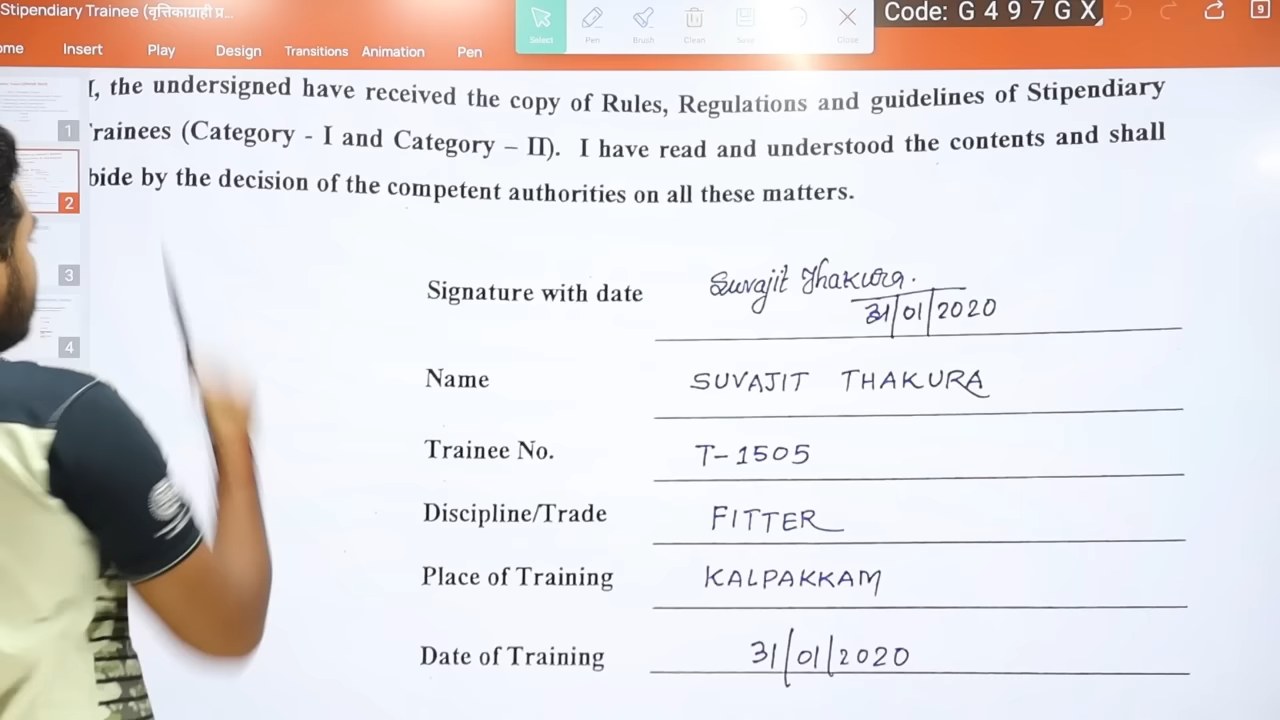 Stipendiary Trainee (वृत्तिकाग्राही प्र...
Code: G 4 9 7 G X
9
ome Insert Play Design Transitions Animation Pen
Select Pen Brush Clean Save Close
I, the undersigned have received the copy of Rules, Regulations and guidelines of Stipendiary
rainees (Category - I and Category – II). I have read and understood the contents and shall
bide by the decision of the competent authorities on all these matters.
1
2
3
4
Signature with date Suvajit Thakura.
31/01/2020
Name SUVAJIT THAKURA
Trainee No. T-1505
Discipline/Trade FITTER
Place of Training KALPAKKAM
Date of Training 31/01/2020